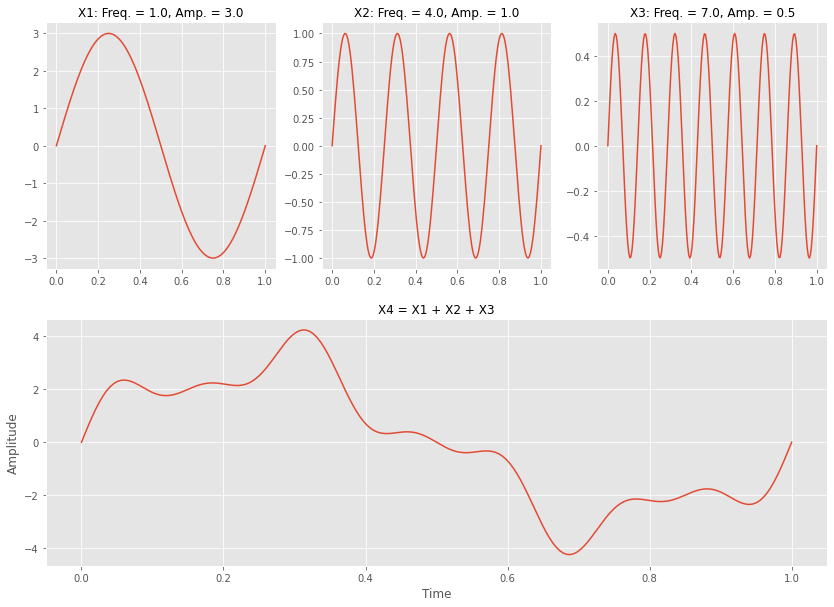 X1: Freq. = 1.0, Amp. = 3.0
X2: Freq. = 4.0, Amp. = 1.0
X3: Freq. = 7.0, Amp. = 0.5
3
2
1
0
−1
−2
−3
0.0 0.2 0.4 0.6 0.8 1.0
1.00
0.75
0.50
0.25
0.00
−0.25
−0.50
−0.75
−1.00
0.0 0.2 0.4 0.6 0.8 1.0
0.4
0.2
0.0
−0.2
−0.4
0.0 0.2 0.4 0.6 0.8 1.0
X4 = X1 + X2 + X3
Amplitude
4
2
0
−2
−4
0.0 0.2 0.4 0.6 0.8 1.0
Time